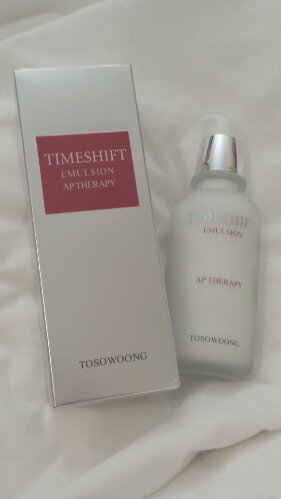 TIMESHIFT
EMULSION
AP THERAPY
TOSOWOONG
TIMESHIFT
EMULSION
AP THERAPY
TOSOWOONG